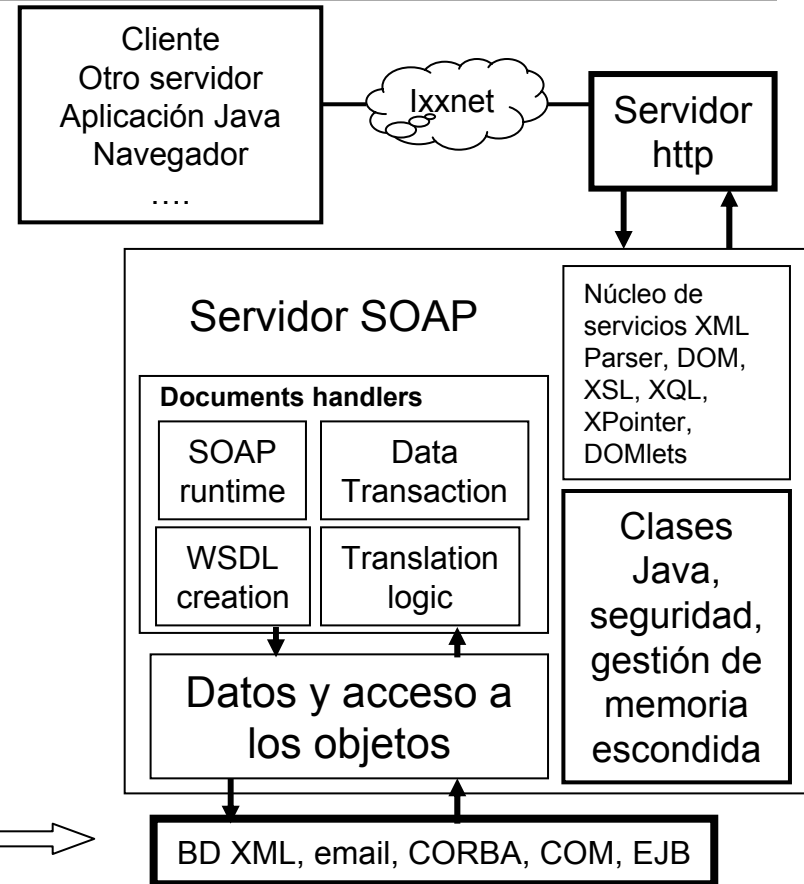 Cliente
Otro servidor
Aplicación Java
Navegador
….
Ixxnet
Servidor
http
Servidor SOAP
Núcleo de
servicios XML
Parser, DOM,
XSL, XQL,
XPointer,
DOMlets
Documents handlers
SOAP
runtime
Data
Transaction
WSDL
creation
Translation
logic
Clases
Java,
seguridad,
gestión de
memoria
escondida
Datos y acceso a
los objetos
BD XML, email, CORBA, COM, EJB